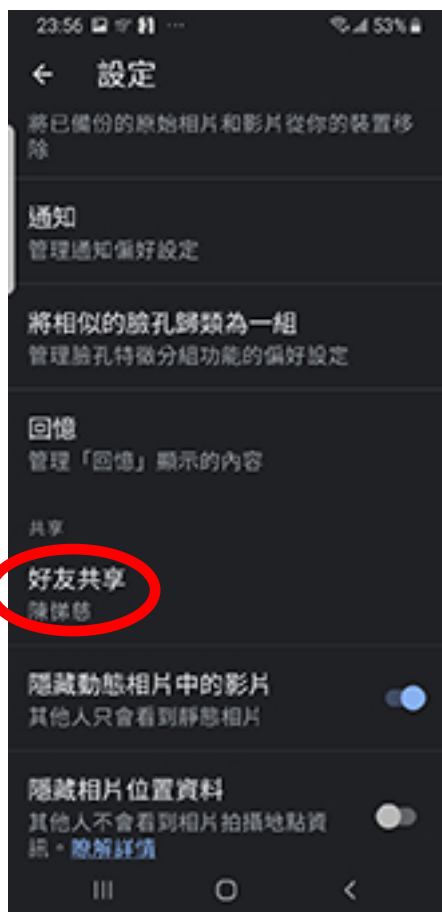 23:56 53%
設定
將已備份的原始相片和影片從你的裝置移
除
通知
管理通知偏好設定
將相似的臉孔歸類為一組
管理臉孔特徵分組功能的偏好設定
回憶
管理「回憶」顯示的內容
共享
好友共享
陳悌慈
隱藏動態相片中的影片
其他人只會看到靜態相片
隱藏相片位置資料
其他人不會看到相片拍攝地點資
訊。瞭解詳情